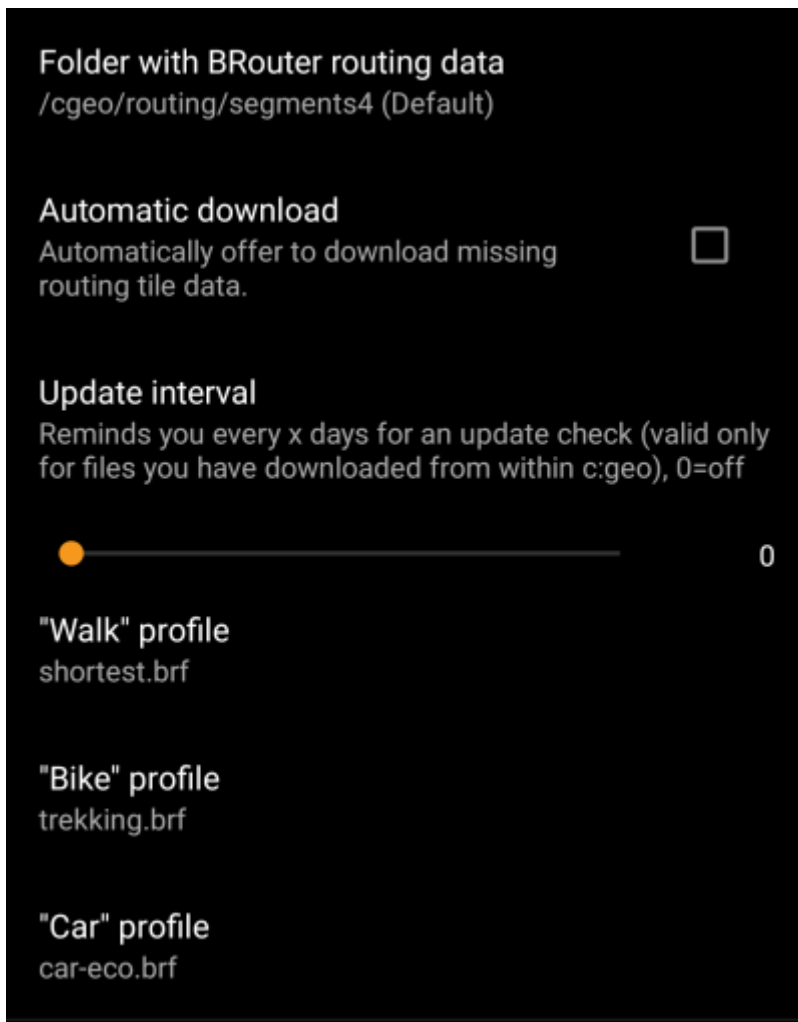 Folder with BRouter routing data
/cgeo/routing/segments4 (Default)
Automatic download
Automatically offer to download missing
routing tile data.
Update interval
Reminds you every x days for an update check (valid only
for files you have downloaded from within c:geo), 0=off
0
"Walk" profile
shortest.brf
"Bike" profile
trekking.brf
"Car" profile
car-eco.brf